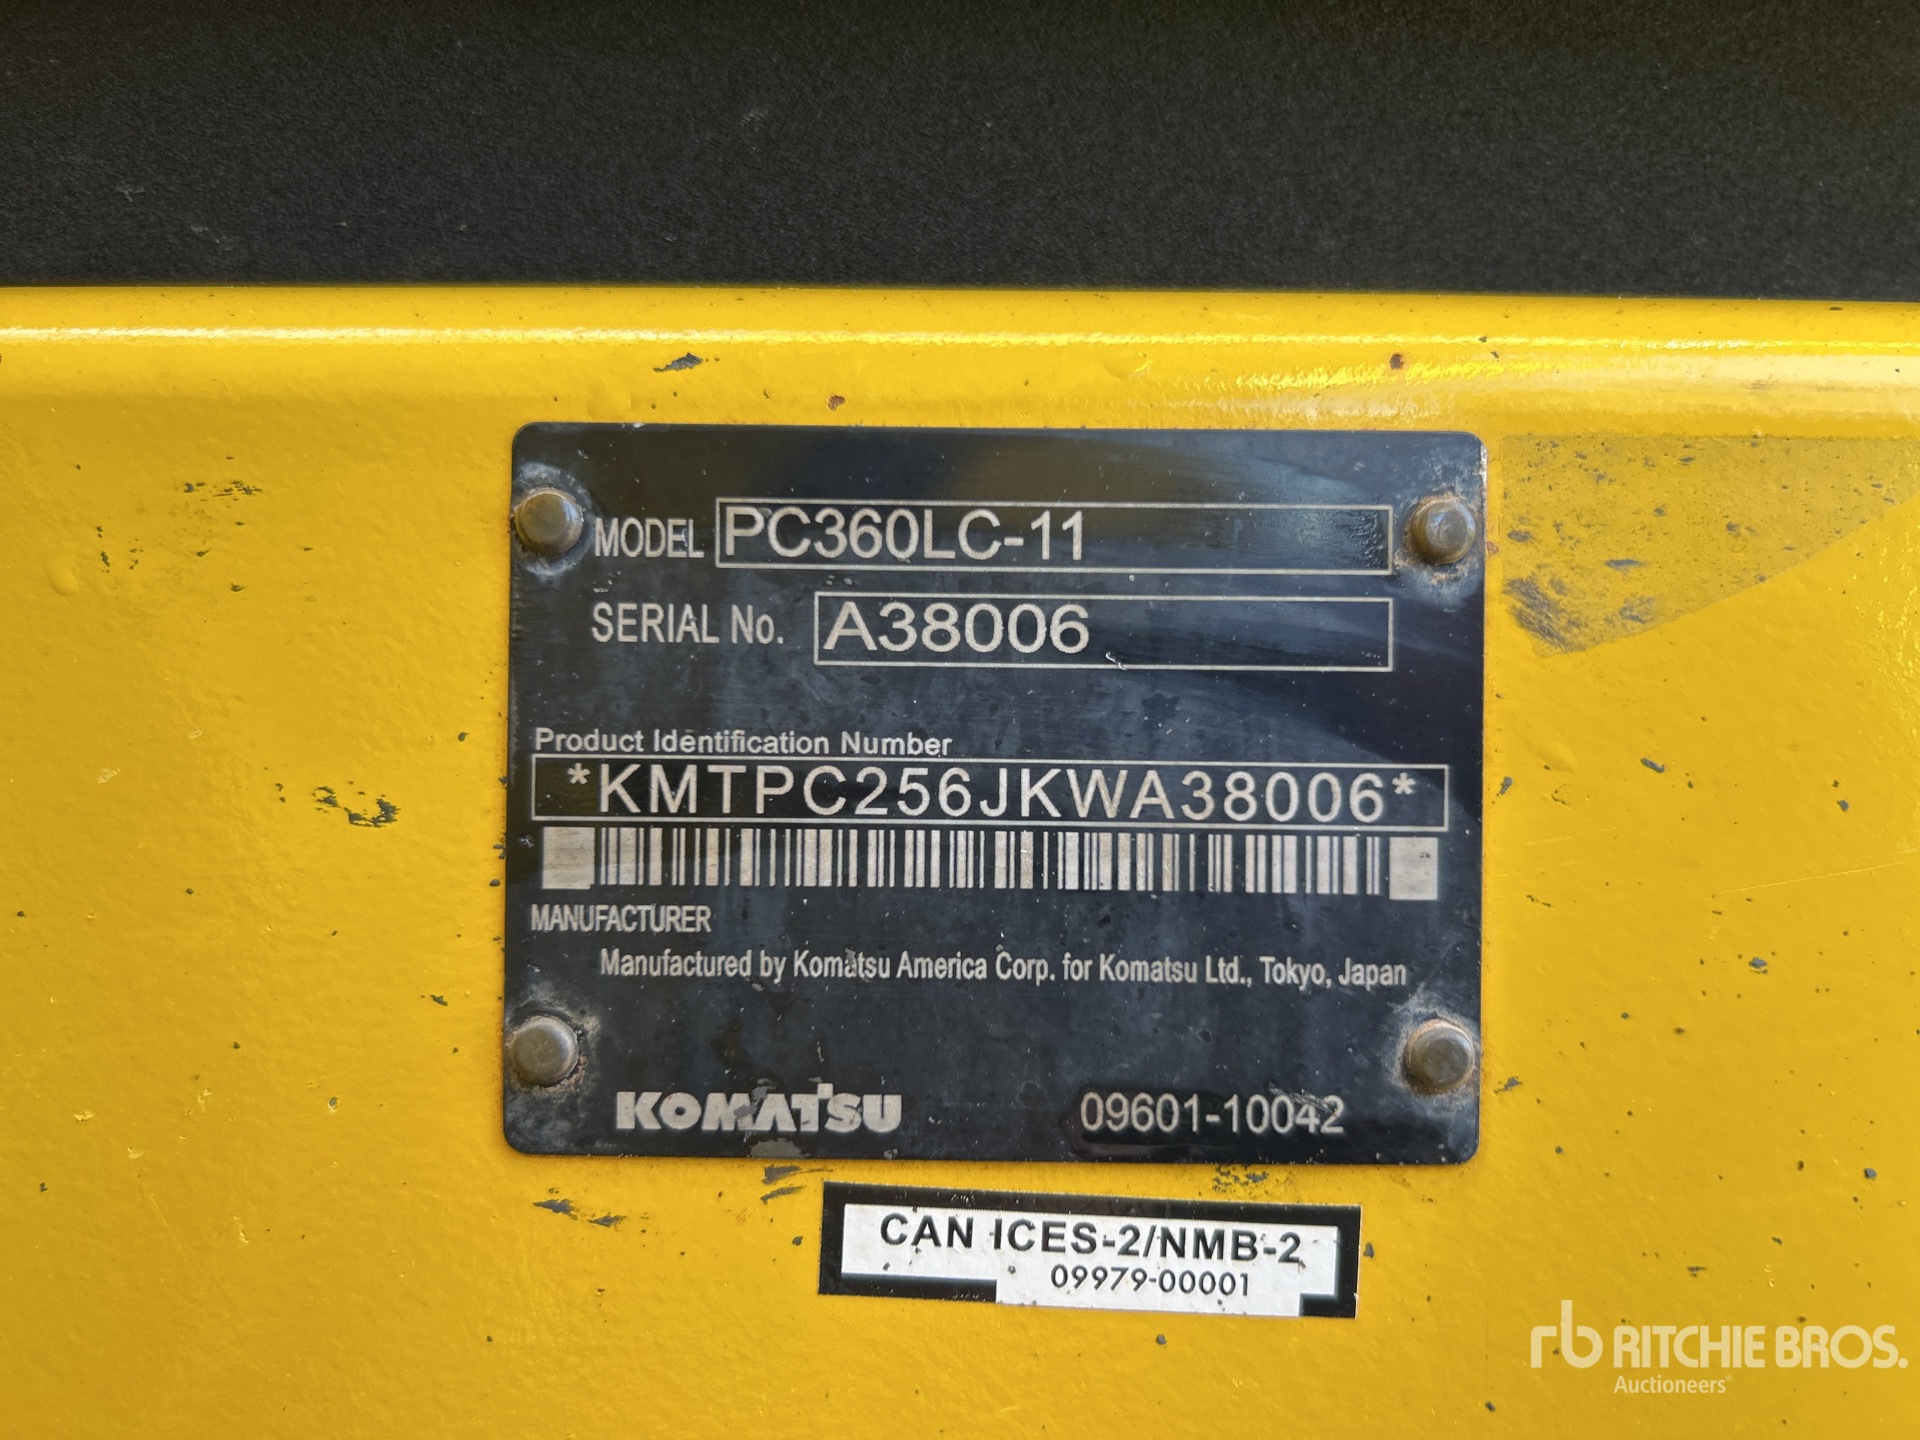 MODEL PC360LC-11
SERIAL No. A38006
Product Identification Number
*KMTPC256JKWA38006*
MANUFACTURER
Manufactured by Komatsu America Corp. for Komatsu Ltd., Tokyo, Japan
KOMATSU 09601-10042
CAN ICES-2/NMB-2
09979-00001
rb RITCHIE BROS.
Auctioneers